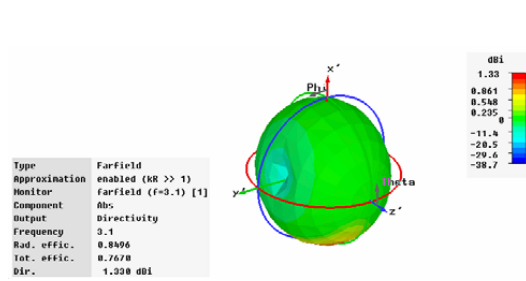 Type Farfield
Approximation enabled (kR >> 1)
Monitor farfield (f=3.1) [1]
Component Abs
Output Directivity
Frequency 3.1
Rad. effic. 0.8496
Tot. effic. 0.7670
Dir. 1.330 dBi
x´
Phi
y´
Theta
z´
dBi
1.33
0.861
0.548
0.235
0
-11.4
-20.5
-29.6
-38.7